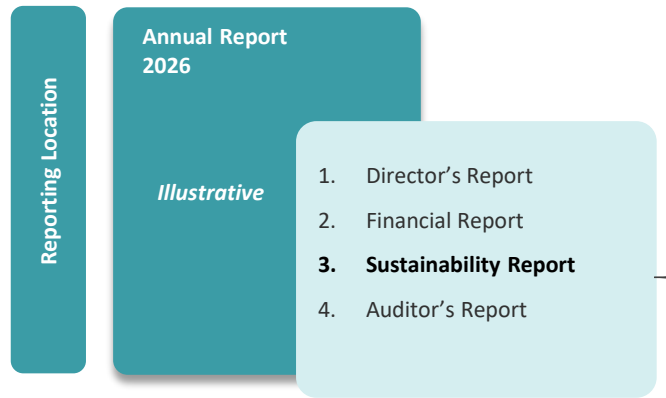 Reporting Location
Annual Report
2026
Illustrative
1. Director's Report
2. Financial Report
3. Sustainability Report
4. Auditor's Report